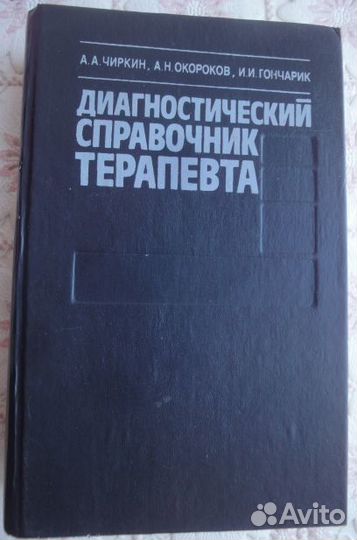 А.А.ЧИРКИН, А.Н.ОКОРОКОВ, И.И.ГОНЧАРИК
ДИАГНОСТИЧЕСКИЙ
СПРАВОЧНИК
ТЕРАПЕВТА
Avito